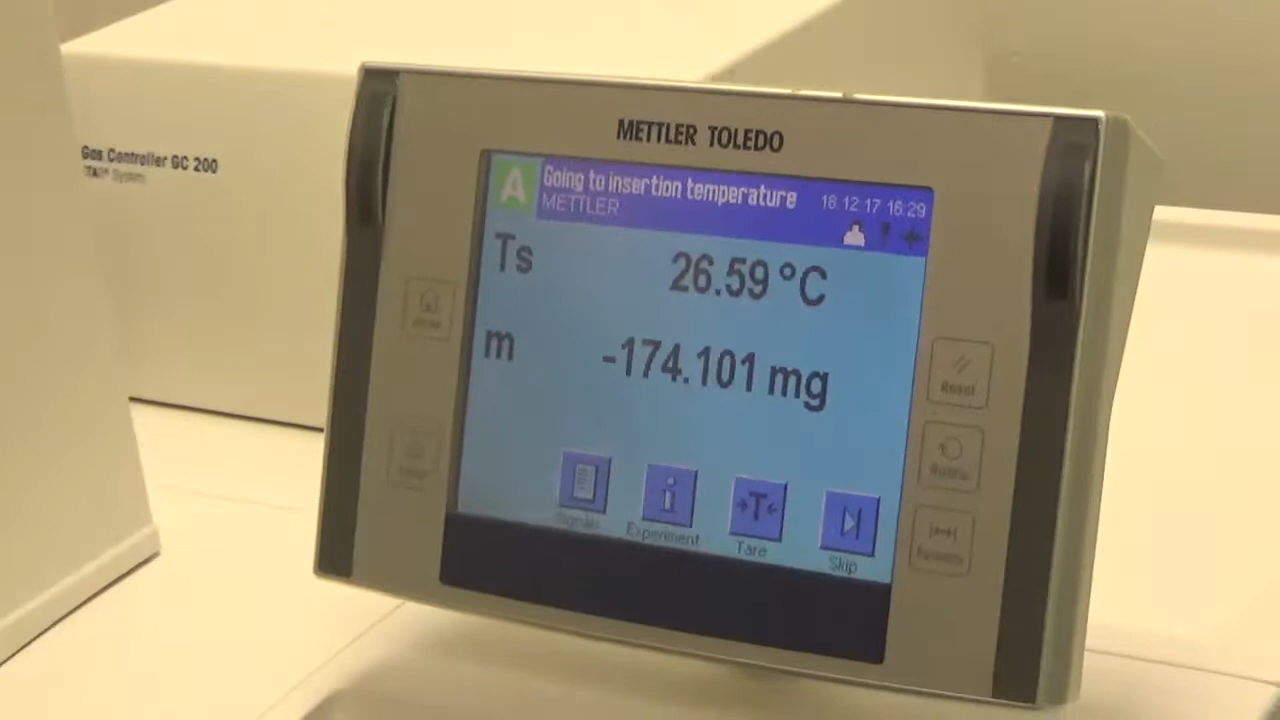 METTLER TOLEDO
Gas Controller GC 200
A
Going to insertion temperature
METTLER
18 12 17 16:29
Ts 26.59 °C
m -174.101 mg
Signals
Experiment
→T←
Tare
Skip
Reset